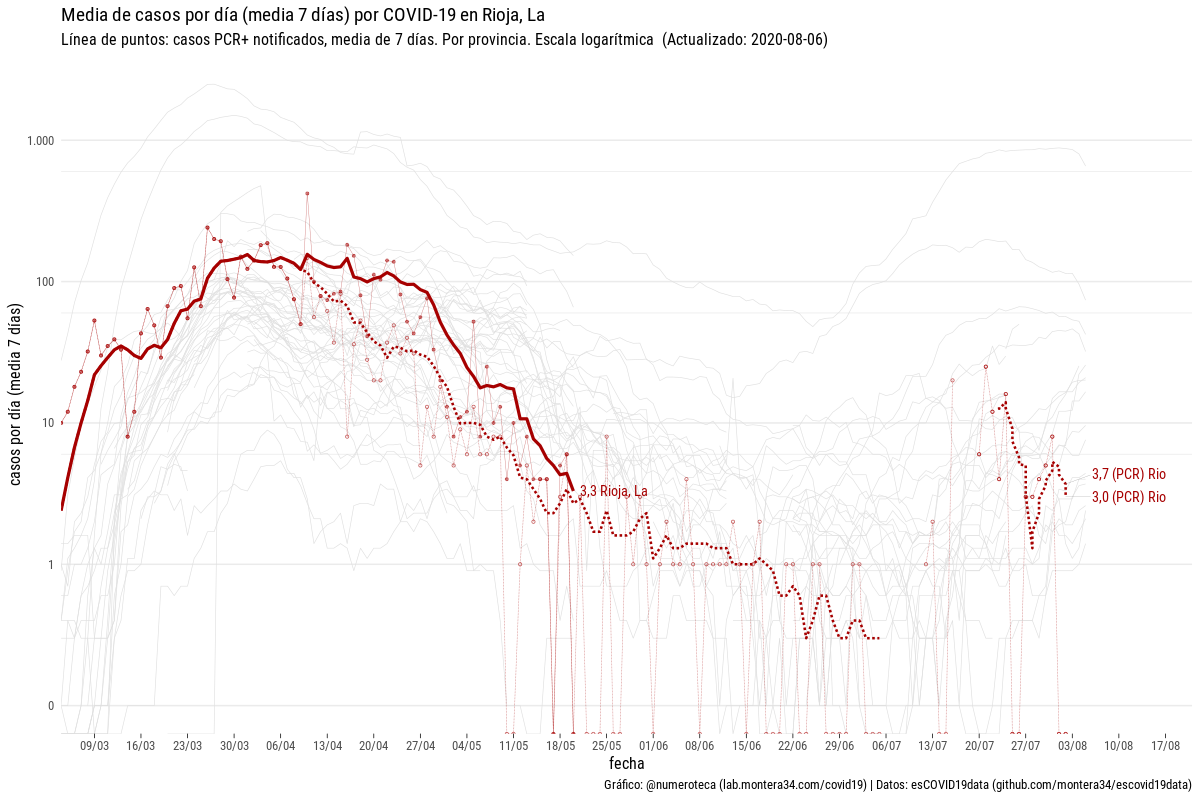 Media de casos por día (media 7 días) por COVID-19 en Rioja, La
Línea de puntos: casos PCR+ notificados, media de 7 días. Por provincia. Escala logarítmica (Actualizado: 2020-08-06)
casos por día (media 7 días)
1.000
100
10
1
0
3,3 Rioja, La
3,7 (PCR) Rio
3,0 (PCR) Rio
09/03 16/03 23/03 30/03 06/04 13/04 20/04 27/04 04/05 11/05 18/05 25/05 01/06 08/06 15/06 22/06 29/06 06/07 13/07 20/07 27/07 03/08 10/08 17/08
fecha
Gráfico: @numeroteca (lab.montera34.com/covid19) | Datos: esCOVID19data (github.com/montera34/escovid19data)